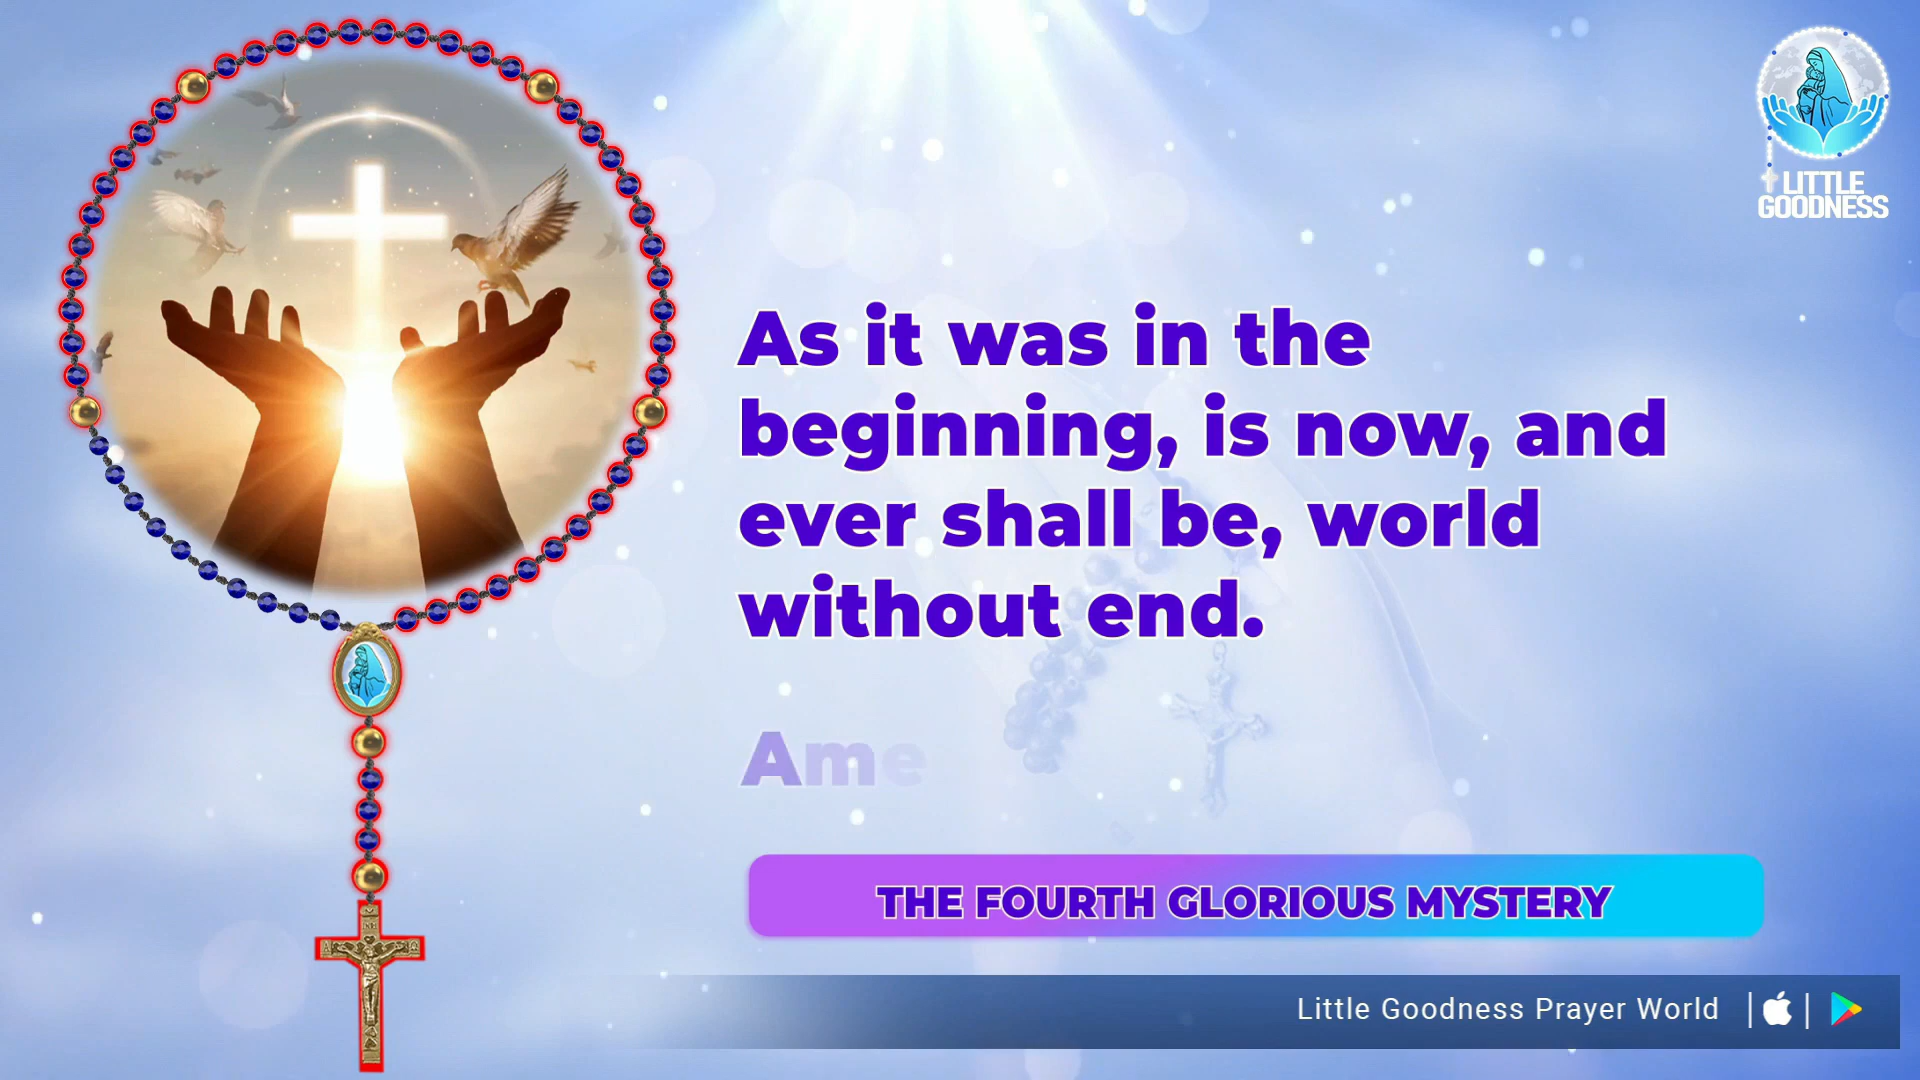 LITTLE
GOODNESS
As it was in the
beginning, is now, and
ever shall be, world
without end.
Ame
THE FOURTH GLORIOUS MYSTERY
Little Goodness Prayer World